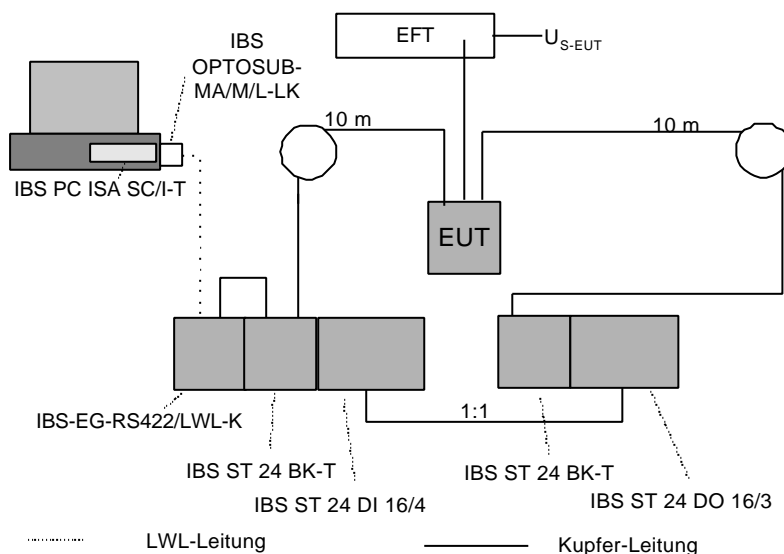 IBS
OPTOSUB-
MA/M/L-LK
EFT
U_S-EUT
10 m
10 m
IBS PC ISA SC/I-T
EUT
IBS-EG-RS422/LWL-K
1:1
IBS ST 24 BK-T
IBS ST 24 BK-T
IBS ST 24 DI 16/4
IBS ST 24 DO 16/3
LWL-Leitung
Kupfer-Leitung